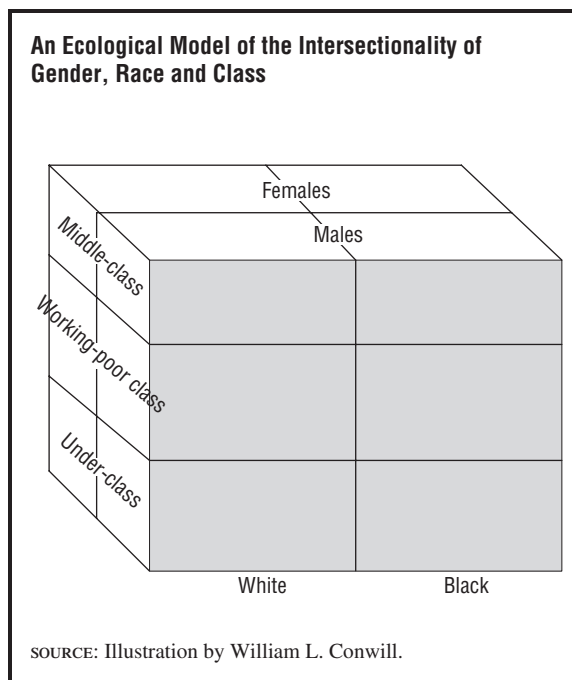 An Ecological Model of the Intersectionality of
Gender, Race and Class
Females
Males
Middle-class
Working-poor class
Under-class
White
Black
SOURCE: Illustration by William L. Conwill.